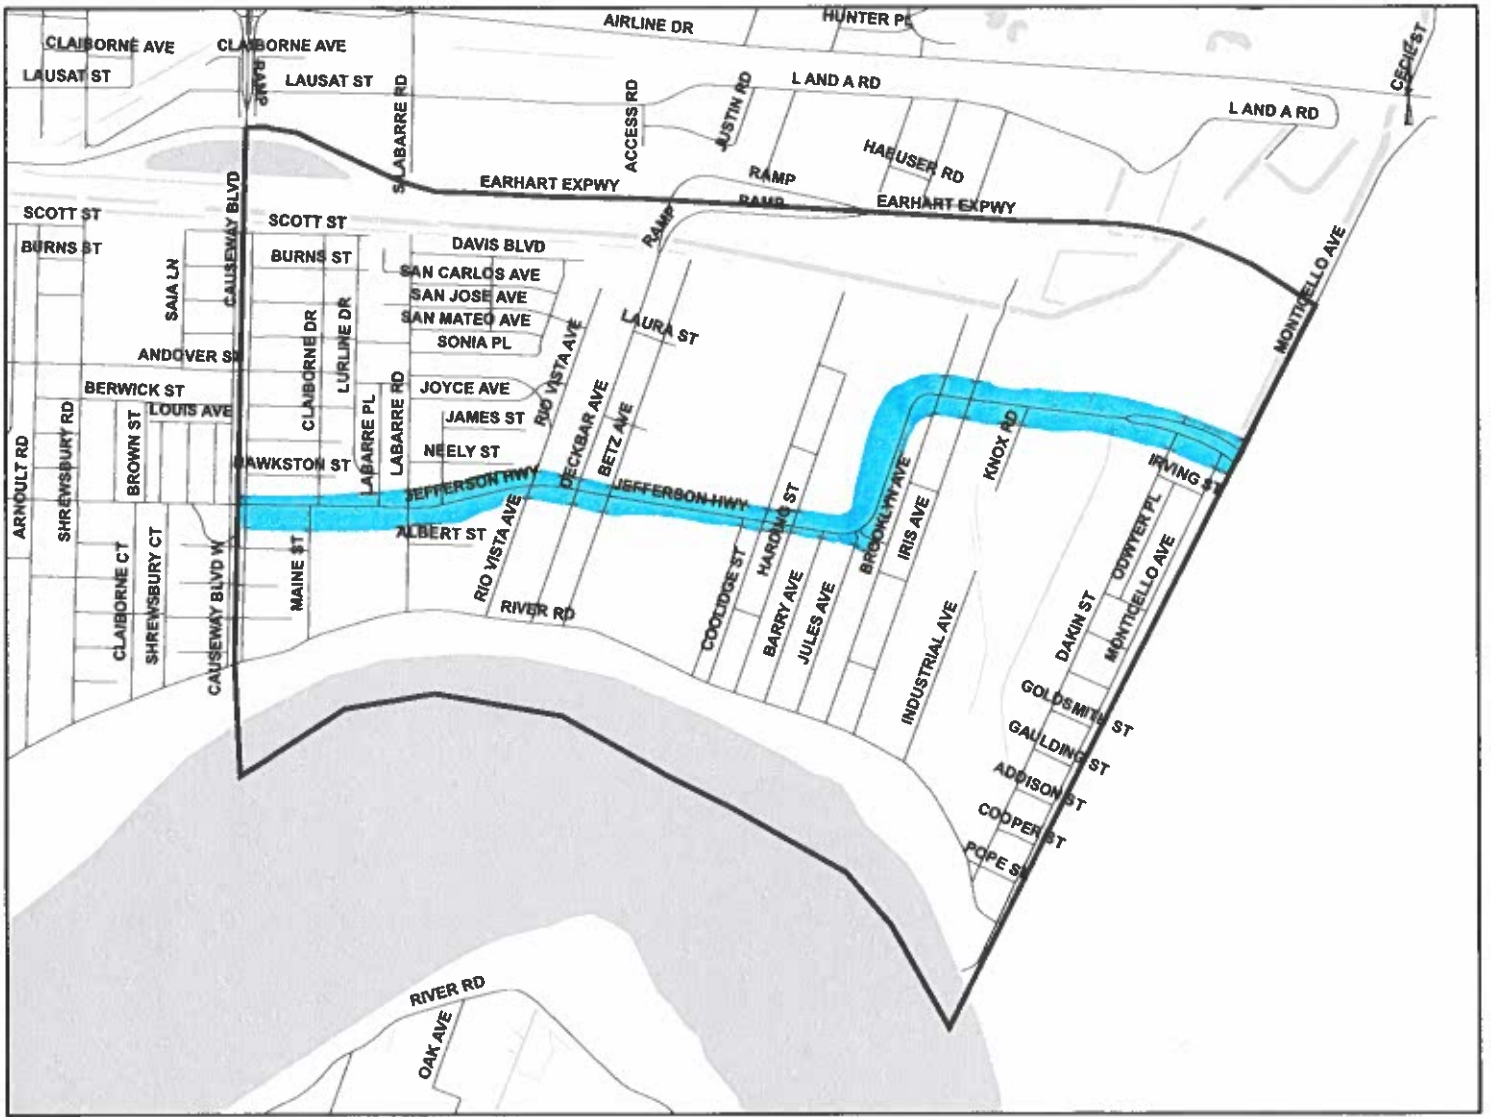 AIRLINE DR
HUNTER PL
CLAIBORNE AVE
CLAIBORNE AVE
CECILE ST
LAUSAT ST
RAMP
LAUSAT ST
S LABARRE RD
ACCESS RD
JUSTIN RD
L AND A RD
L AND A RD
HAEUSER RD
EARHART EXPWY
RAMP
RAMP
EARHART EXPWY
RAMP
MONTICELLO AVE
SCOTT ST
SCOTT ST
BURNS ST
BURNS ST
CAUSEWAY BLVD
SAIA LN
DAVIS BLVD
SAN CARLOS AVE
SAN JOSE AVE
SAN MATEO AVE
SONIA PL
LAURA ST
CLAIBORNE DR
LURLINE DR
ANDOVER ST
BERWICK ST
LOUIS AVE
JOYCE AVE
JAMES ST
NEELY ST
RIO VISTA AVE
DECKBAR AVE
BETZ AVE
ARNOULT RD
SHREWSBURY RD
BROWN ST
HAWKSTON ST
LABARRE PL
LABARRE RD
JEFFERSON HWY
JEFFERSON HWY
KNOX RD
IRVING ST
ALBERT ST
RIO VISTA AVE
HARDING ST
BROOKLYN AVE
IRIS AVE
ODWYER PL
MONTICELLO AVE
CLAIBORNE CT
SHREWSBURY CT
CAUSEWAY BLVD W
MAINE ST
RIVER RD
COOLIDGE ST
BARRY AVE
JULES AVE
INDUSTRIAL AVE
DAKIN ST
GOLDSMITH ST
GAULDING ST
ADDISON ST
COOPER ST
POPE ST
RIVER RD
OAK AVE